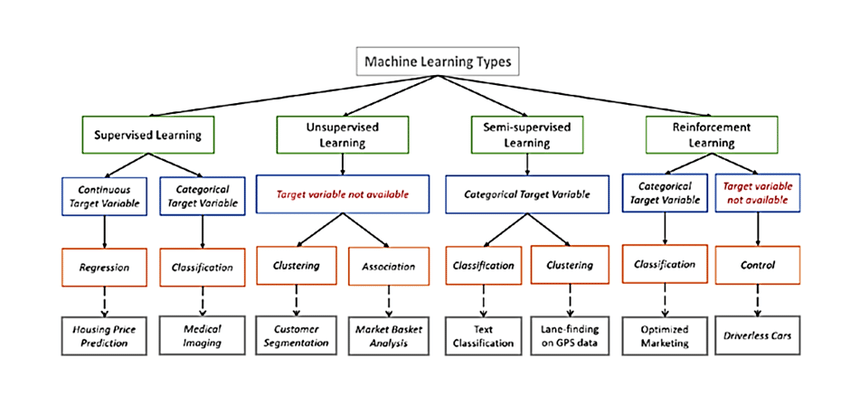 Machine Learning Types
Supervised Learning
Unsupervised
Learning
Semi-supervised
Learning
Reinforcement
Learning
Continuous
Target Variable
Categorical
Target Variable
Target variable not available
Categorical Target Variable
Categorical
Target Variable
Target variable
not available
Regression
Classification
Clustering
Association
Classification
Clustering
Classification
Control
Housing Price
Prediction
Medical
Imaging
Customer
Segmentation
Market Basket
Analysis
Text
Classification
Lane-finding
on GPS data
Optimized
Marketing
Driverless Cars